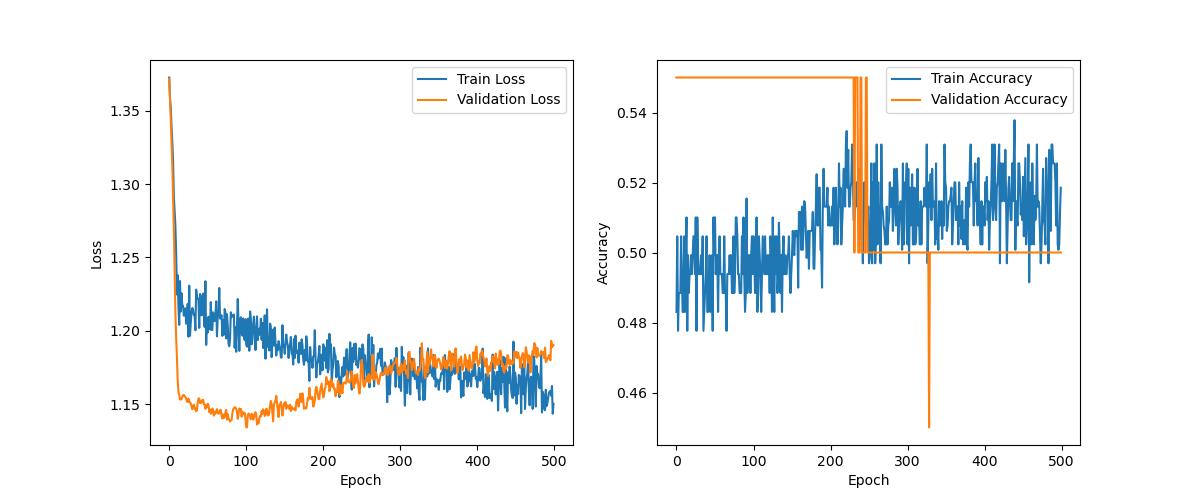 Train Loss
Validation Loss
1.35
1.30
1.25
1.20
1.15
Loss
0
100
200
300
400
500
Epoch
Train Accuracy
Validation Accuracy
0.54
0.52
0.50
0.48
0.46
Accuracy
0
100
200
300
400
500
Epoch